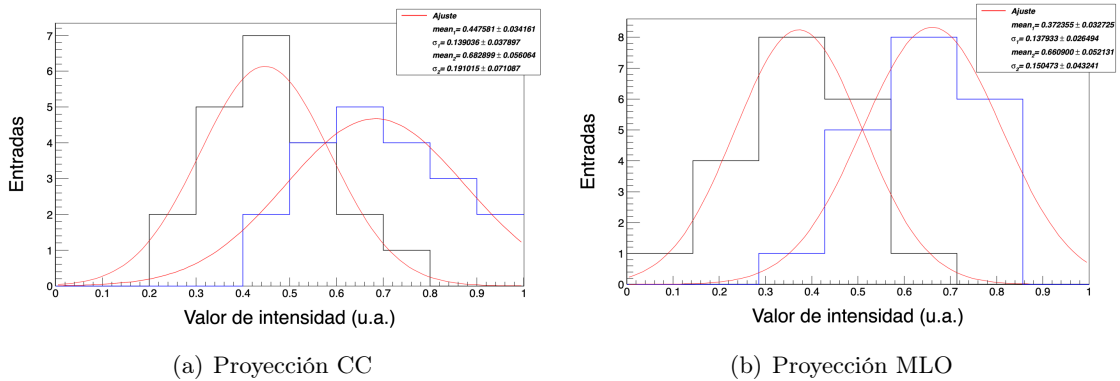 Ajuste
mean₁= 0.447581 ± 0.034161
σ₁= 0.139036 ± 0.037897
mean₂= 0.682899 ± 0.056064
σ₂= 0.191015 ± 0.071087
7
6
5
4
3
2
1
0
Entradas
0 0.1 0.2 0.3 0.4 0.5 0.6 0.7 0.8 0.9 1
Valor de intensidad (u.a.)
(a) Proyección CC
Ajuste
mean₁= 0.372355 ± 0.032725
σ₁= 0.137933 ± 0.026494
mean₂= 0.660900 ± 0.052131
σ₂= 0.150473 ± 0.043241
8
7
6
5
4
3
2
1
0
Entradas
0 0.1 0.2 0.3 0.4 0.5 0.6 0.7 0.8 0.9 1
Valor de intensidad (u.a.)
(b) Proyección MLO